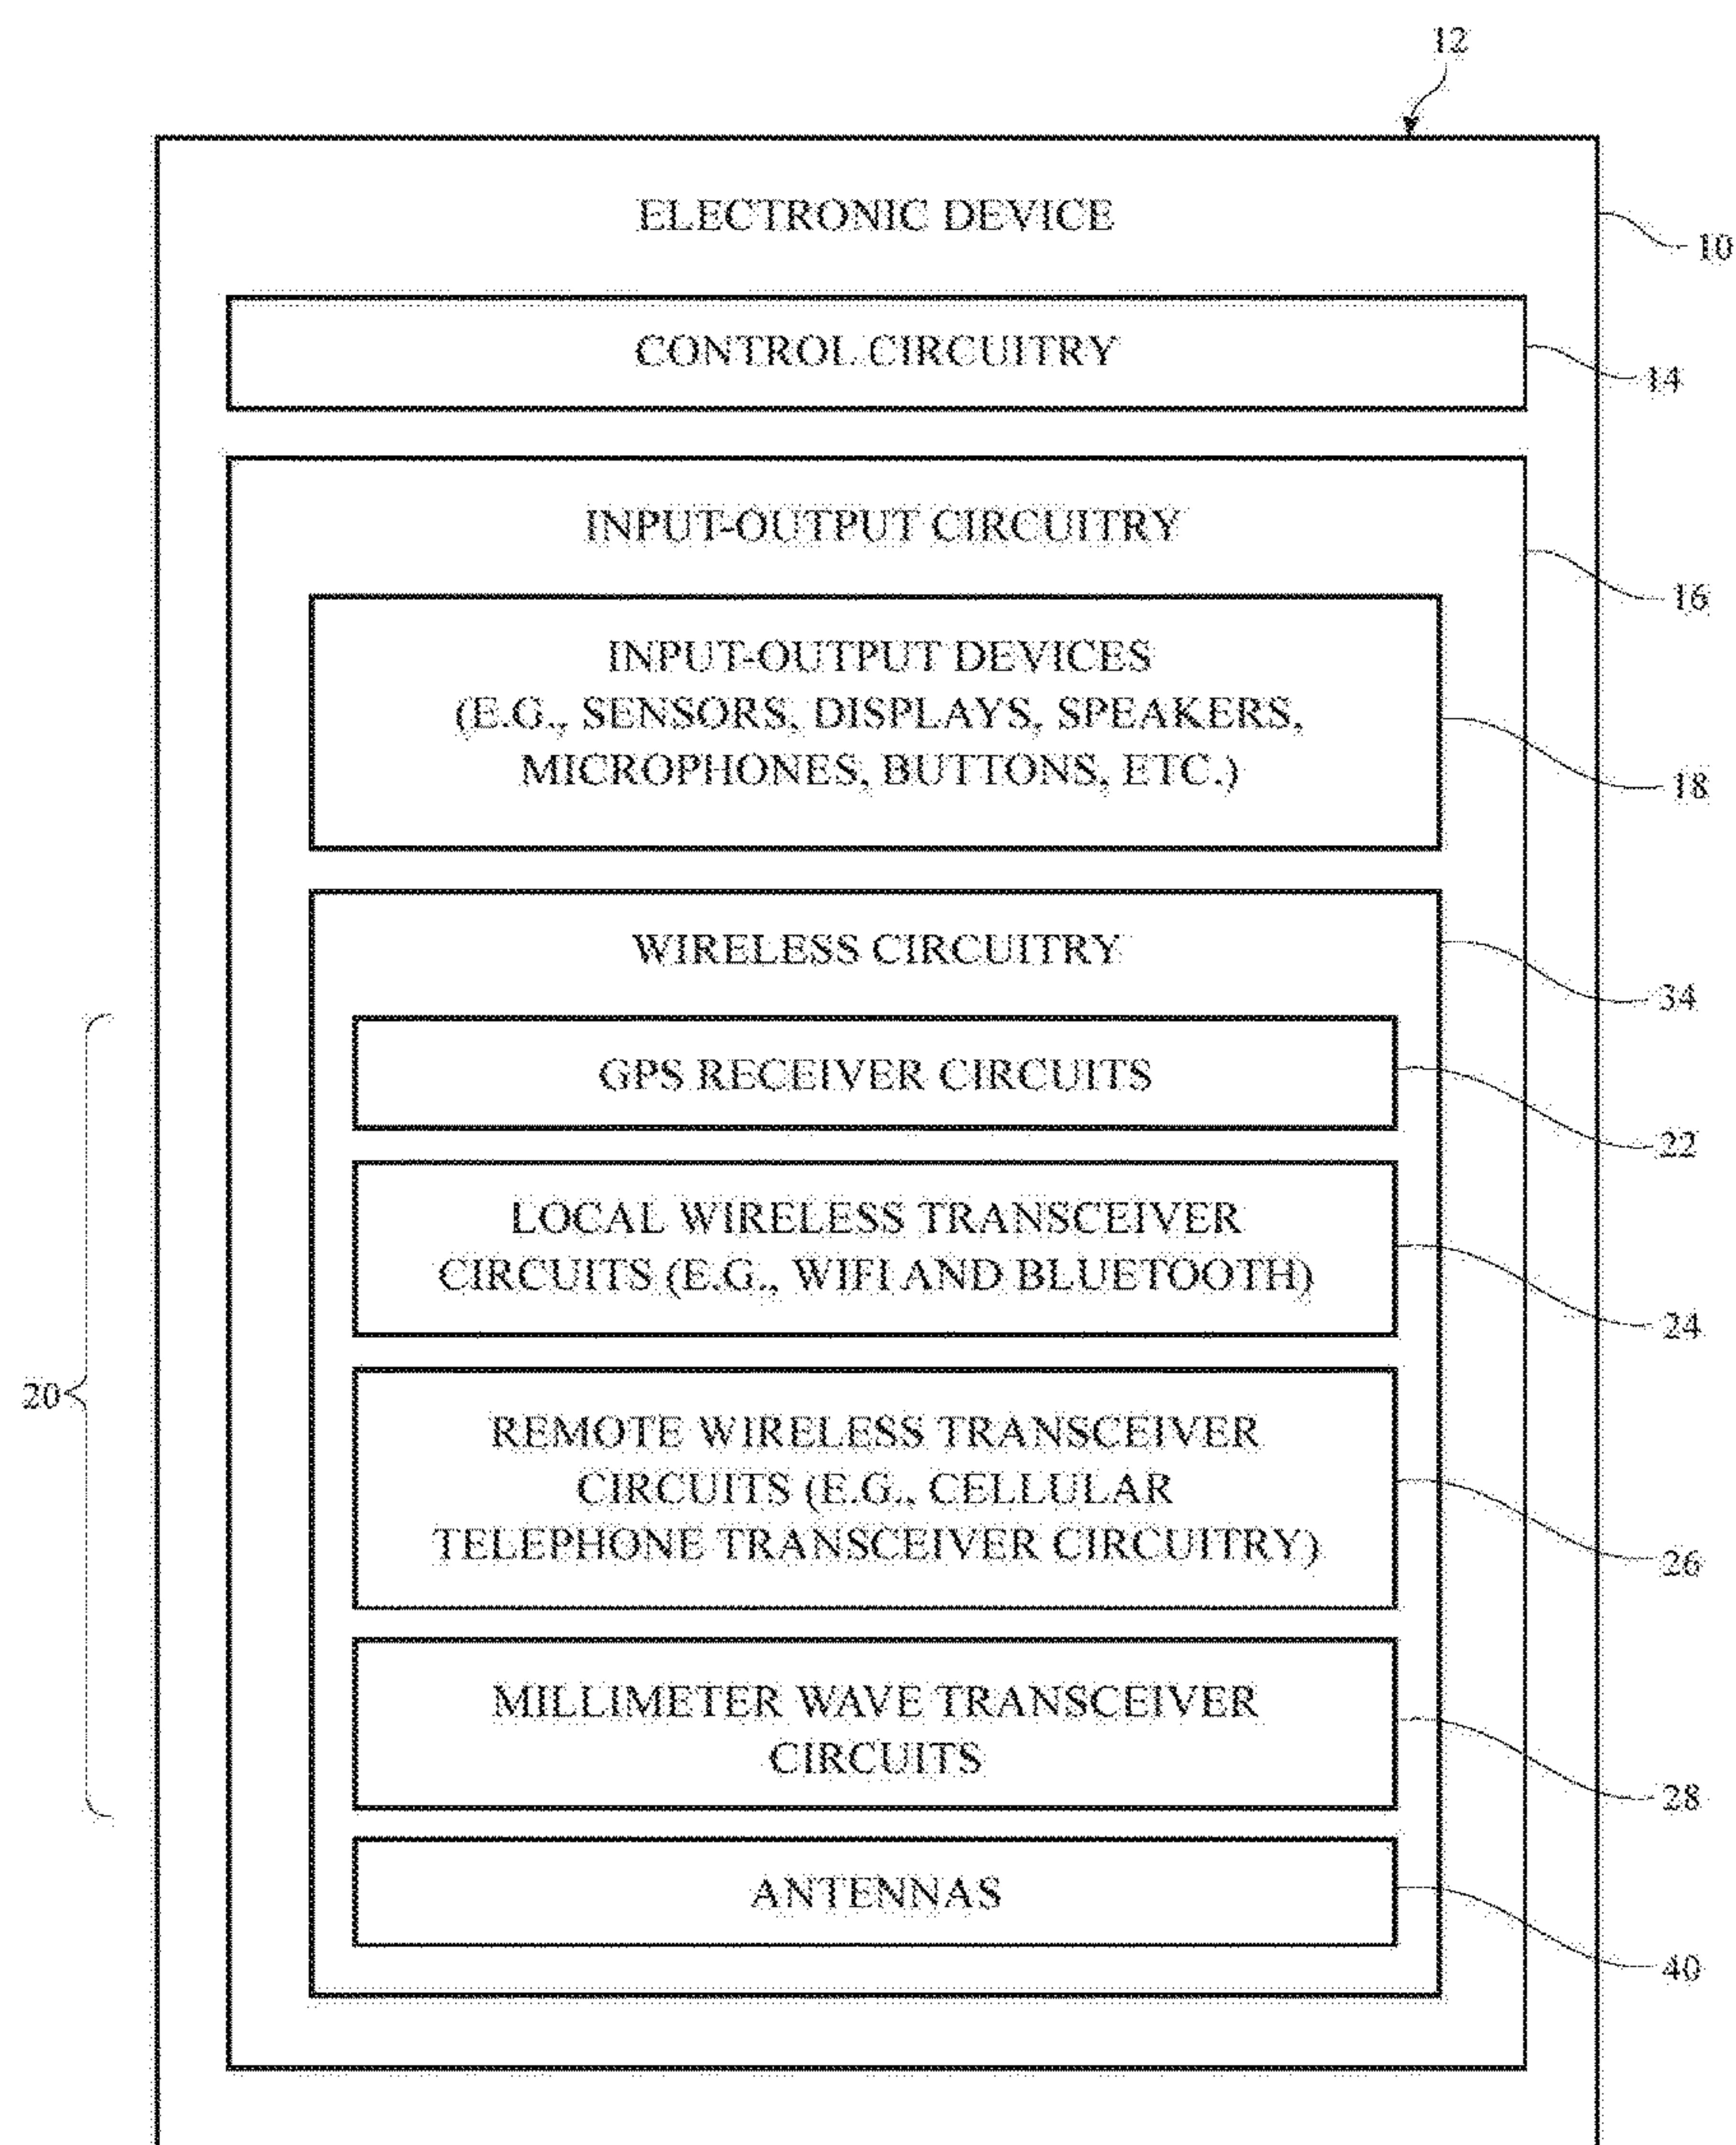 12
ELECTRONIC DEVICE
10
CONTROL CIRCUITRY
14
INPUT-OUTPUT CIRCUITRY
16
INPUT-OUTPUT DEVICES
(E.G., SENSORS, DISPLAYS, SPEAKERS,
MICROPHONES, BUTTONS, ETC.)
18
WIRELESS CIRCUITRY
34
GPS RECEIVER CIRCUITS
22
LOCAL WIRELESS TRANSCEIVER
CIRCUITS (E.G., WIFI AND BLUETOOTH)
24
20
REMOTE WIRELESS TRANSCEIVER
CIRCUITS (E.G., CELLULAR
TELEPHONE TRANSCEIVER CIRCUITRY)
26
MILLIMETER WAVE TRANSCEIVER
CIRCUITS
28
ANTENNAS
40